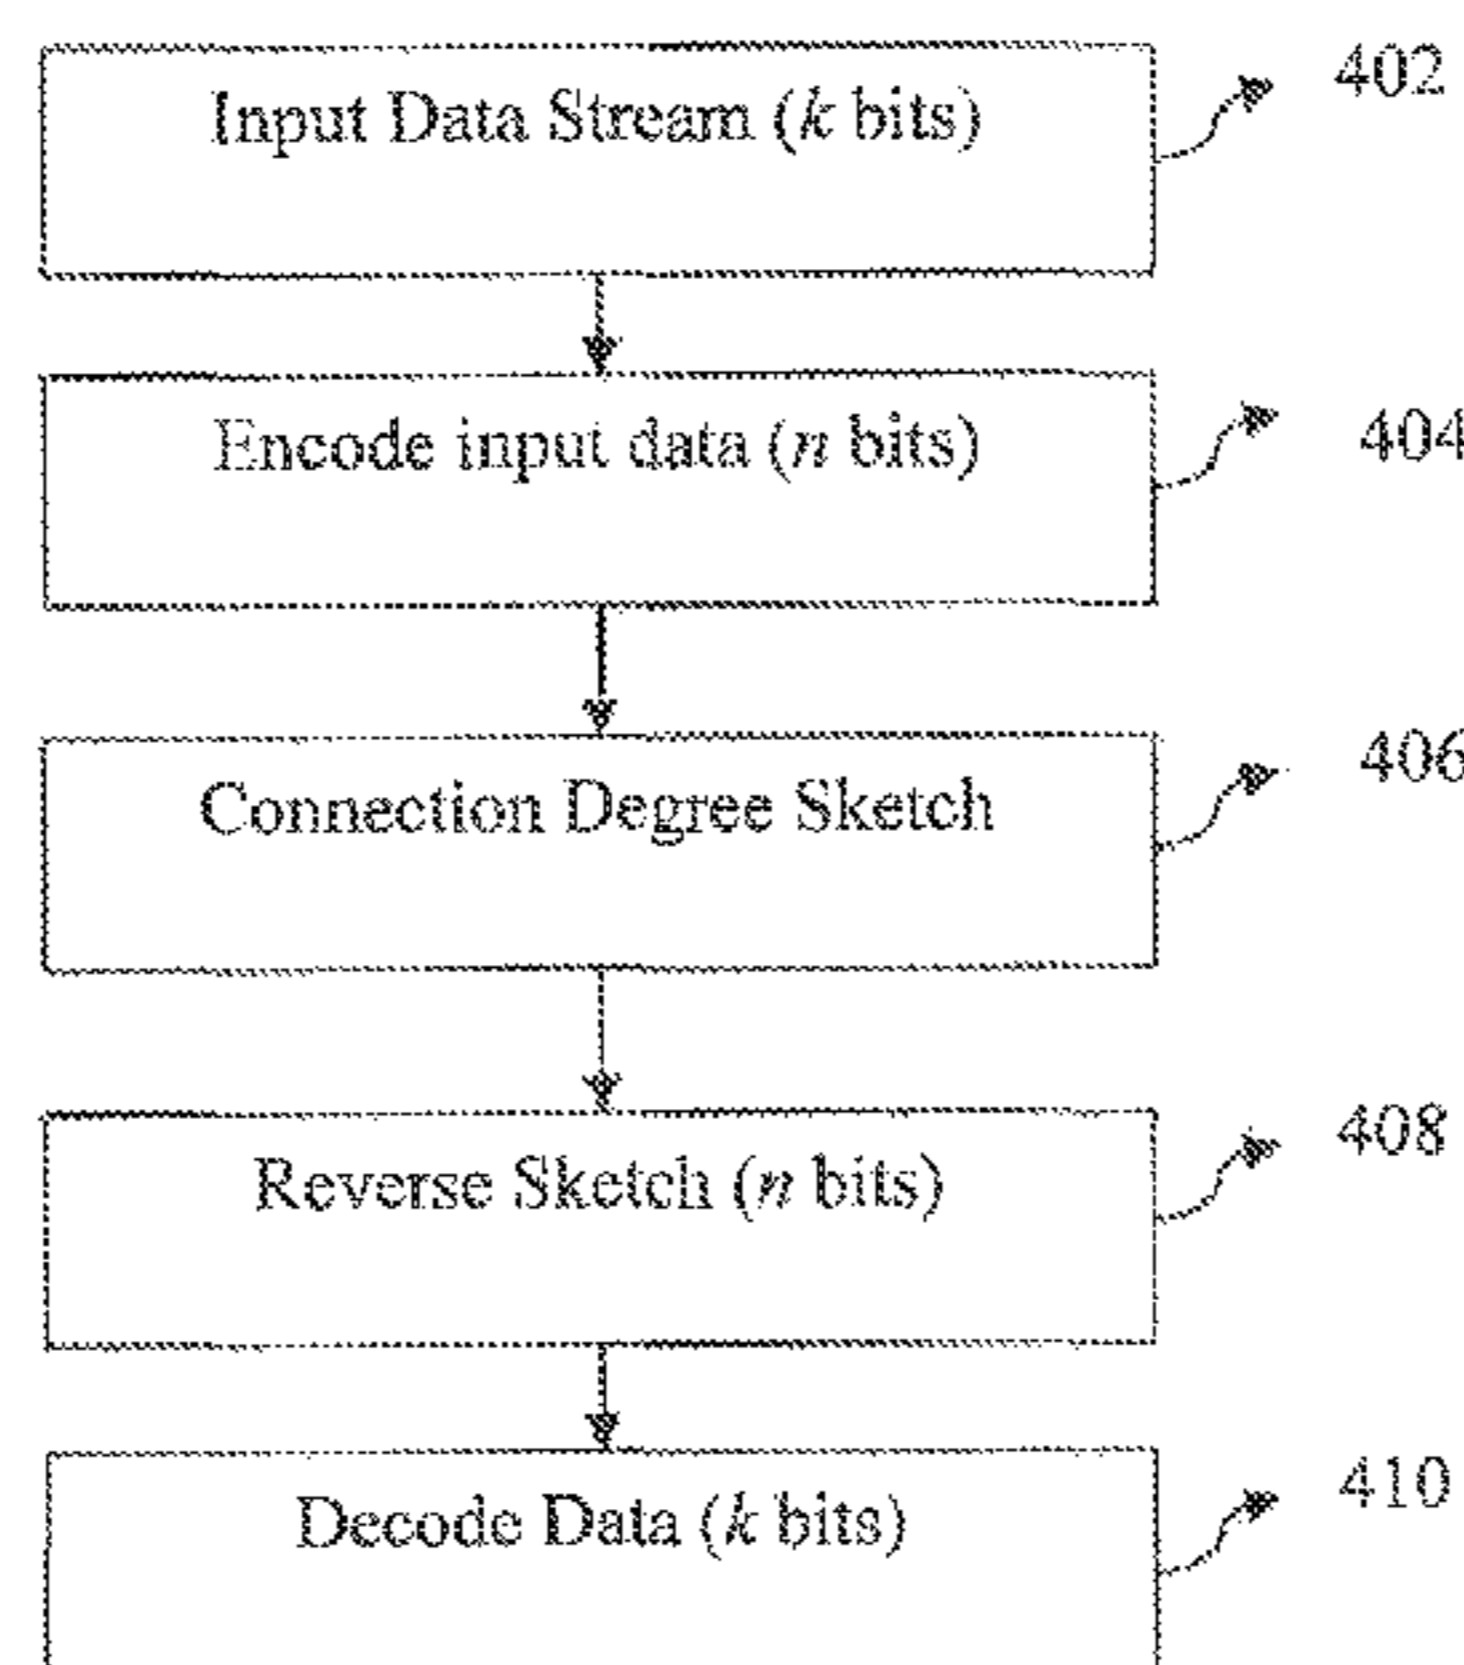 Input Data Stream (k bits)
402
Encode input data (n bits)
404
Connection Degree Sketch
406
Reverse Sketch (n bits)
408
Decode Data (k bits)
410